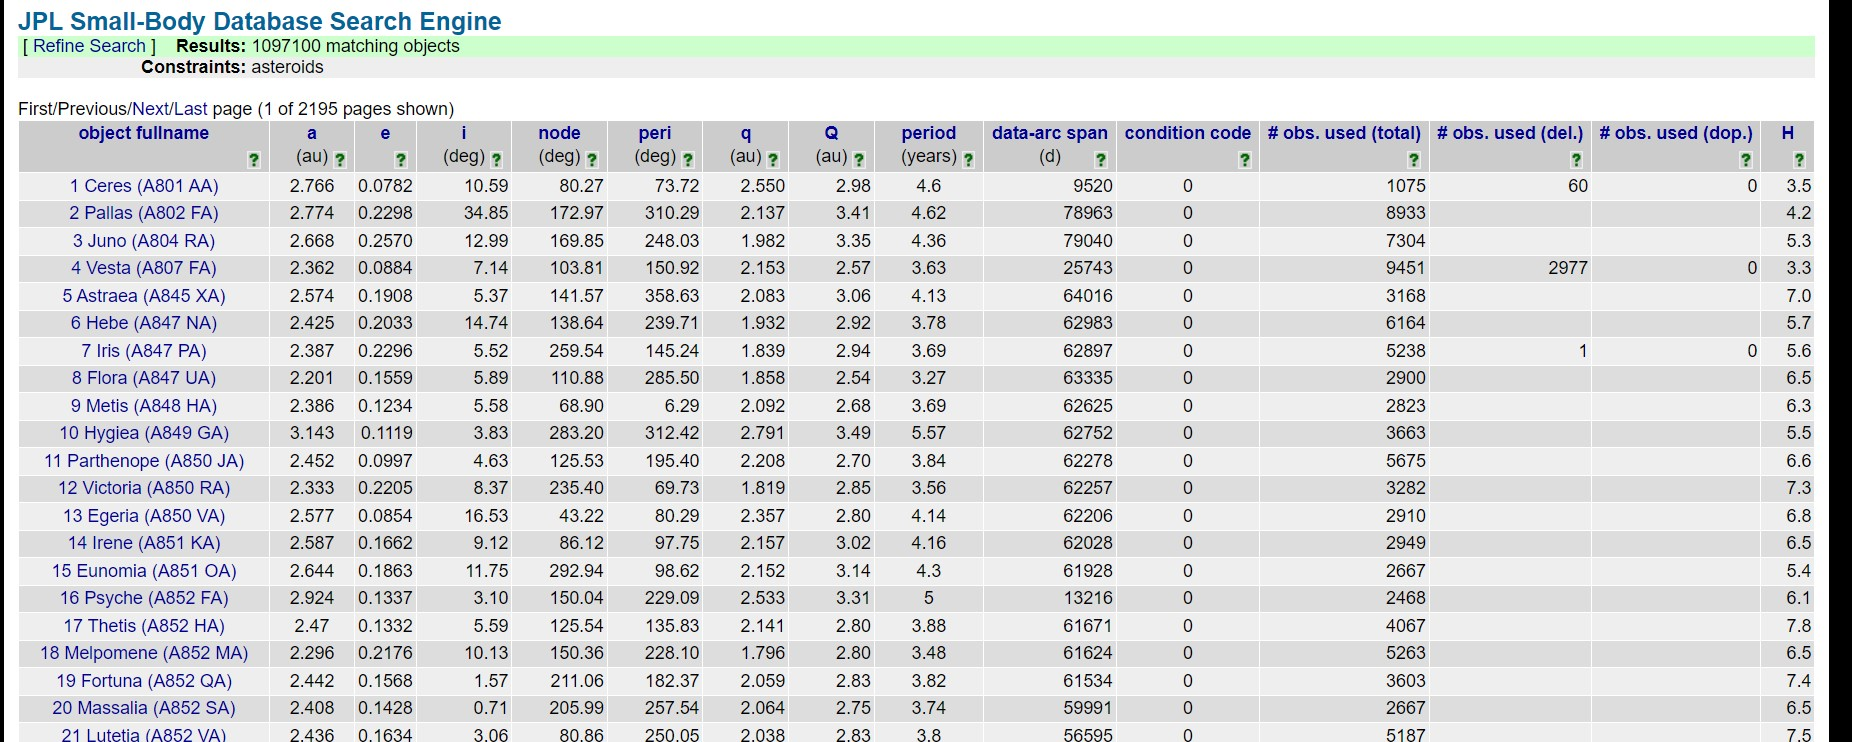 JPL Small-Body Database Search Engine
[ Refine Search ] Results: 1097100 matching objects
Constraints: asteroids
First/Previous/Next/Last page (1 of 2195 pages shown)
object fullname a e i node peri q Q period data-arc span condition code # obs. used (total) # obs. used (del.) # obs. used (dop.) H
? (au) ? ? (deg) ? (deg) ? (deg) ? (au) ? (au) ? (years) ? (d) ? ? ? ? ? ?
1 Ceres (A801 AA) 2.766 0.0782 10.59 80.27 73.72 2.550 2.98 4.6 9520 0 1075 60 0 3.5
2 Pallas (A802 FA) 2.774 0.2298 34.85 172.97 310.29 2.137 3.41 4.62 78963 0 8933 4.2
3 Juno (A804 RA) 2.668 0.2570 12.99 169.85 248.03 1.982 3.35 4.36 79040 0 7304 5.3
4 Vesta (A807 FA) 2.362 0.0884 7.14 103.81 150.92 2.153 2.57 3.63 25743 0 9451 2977 0 3.3
5 Astraea (A845 XA) 2.574 0.1908 5.37 141.57 358.63 2.083 3.06 4.13 64016 0 3168 7.0
6 Hebe (A847 NA) 2.425 0.2033 14.74 138.64 239.71 1.932 2.92 3.78 62983 0 6164 5.7
7 Iris (A847 PA) 2.387 0.2296 5.52 259.54 145.24 1.839 2.94 3.69 62897 0 5238 1 0 5.6
8 Flora (A847 UA) 2.201 0.1559 5.89 110.88 285.50 1.858 2.54 3.27 63335 0 2900 6.5
9 Metis (A848 HA) 2.386 0.1234 5.58 68.90 6.29 2.092 2.68 3.69 62625 0 2823 6.3
10 Hygiea (A849 GA) 3.143 0.1119 3.83 283.20 312.42 2.791 3.49 5.57 62752 0 3663 5.5
11 Parthenope (A850 JA) 2.452 0.0997 4.63 125.53 195.40 2.208 2.70 3.84 62278 0 5675 6.6
12 Victoria (A850 RA) 2.333 0.2205 8.37 235.40 69.73 1.819 2.85 3.56 62257 0 3282 7.3
13 Egeria (A850 VA) 2.577 0.0854 16.53 43.22 80.29 2.357 2.80 4.14 62206 0 2910 6.8
14 Irene (A851 KA) 2.587 0.1662 9.12 86.12 97.75 2.157 3.02 4.16 62028 0 2949 6.5
15 Eunomia (A851 OA) 2.644 0.1863 11.75 292.94 98.62 2.152 3.14 4.3 61928 0 2667 5.4
16 Psyche (A852 FA) 2.924 0.1337 3.10 150.04 229.09 2.533 3.31 5 13216 0 2468 6.1
17 Thetis (A852 HA) 2.47 0.1332 5.59 125.54 135.83 2.141 2.80 3.88 61671 0 4067 7.8
18 Melpomene (A852 MA) 2.296 0.2176 10.13 150.36 228.10 1.796 2.80 3.48 61624 0 5263 6.5
19 Fortuna (A852 QA) 2.442 0.1568 1.57 211.06 182.37 2.059 2.83 3.82 61534 0 3603 7.4
20 Massalia (A852 SA) 2.408 0.1428 0.71 205.99 257.54 2.064 2.75 3.74 59991 0 2667 6.5
21 Lutetia (A852 VA) 2.436 0.1634 3.06 80.86 250.05 2.038 2.83 3.8 56595 0 5187 7.5